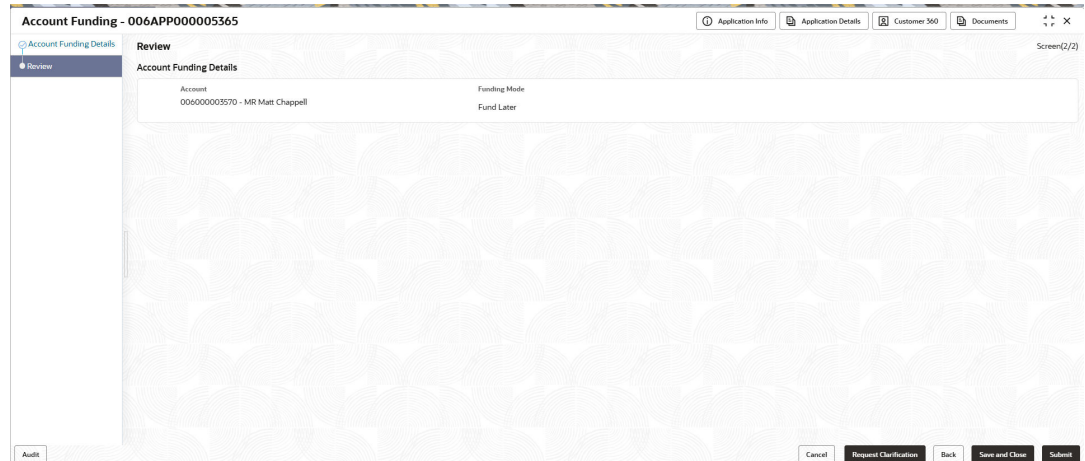 Account Funding - 006APP000005365
Application Info
Application Details
Customer 360
Documents
Account Funding Details
Review
Review
Screen(2/2)
Account Funding Details
Account
Funding Mode
006000003570 - MR Matt Chappell
Fund Later
Audit
Cancel
Request Clarification
Back
Save and Close
Submit